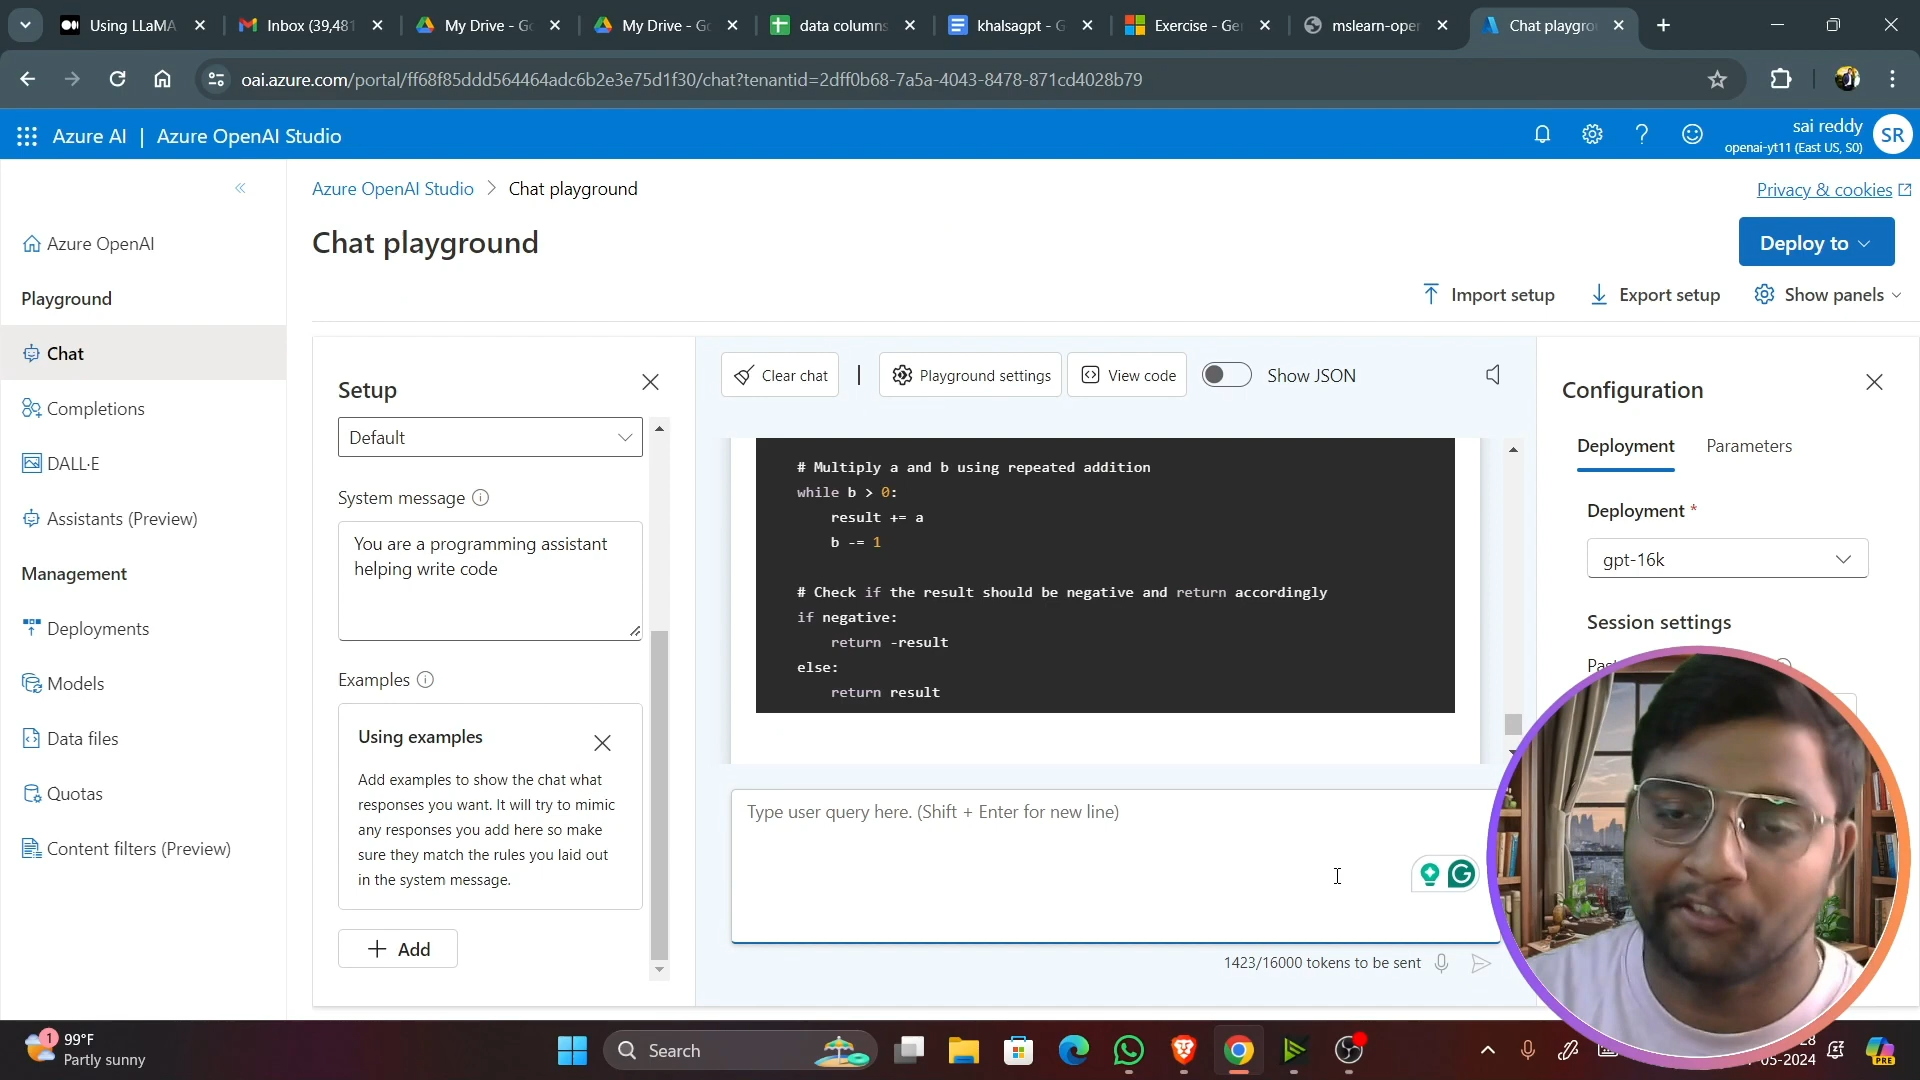 Using LLaMA
Inbox (39,481
My Drive - Go
My Drive - Go
data columns
khalsagpt - G
Exercise - Ge
mslearn-oper
Chat playgro
oai.azure.com/portal/ff68f85ddd564464adc6b2e3e75d1f30/chat?tenantid=2dff0b68-7a5a-4043-8478-871cd4028b79
Azure AI | Azure OpenAI Studio
sai reddy
openai-yt11 (East US, S0)
SR
Azure OpenAI Studio > Chat playground
Privacy & cookies
Chat playground
Deploy to
Import setup
Export setup
Show panels
Azure OpenAI
Playground
Chat
Completions
DALL·E
Assistants (Preview)
Management
Deployments
Models
Data files
Quotas
Content filters (Preview)
Setup
Default
System message
You are a programming assistant
helping write code
Examples
Using examples
Add examples to show the chat what
responses you want. It will try to mimic
any responses you add here so make
sure they match the rules you laid out
in the system message.
+ Add
Clear chat
|
Playground settings
View code
Show JSON
# Multiply a and b using repeated addition
while b > 0:
result += a
b -= 1
# Check if the result should be negative and return accordingly
if negative:
return -result
else:
return result
Type user query here. (Shift + Enter for new line)
1423/16000 tokens to be sent
Configuration
Deployment
Parameters
Deployment *
gpt-16k
Session settings
1
99°F
Partly sunny
Search
28
-05-2024
PRE